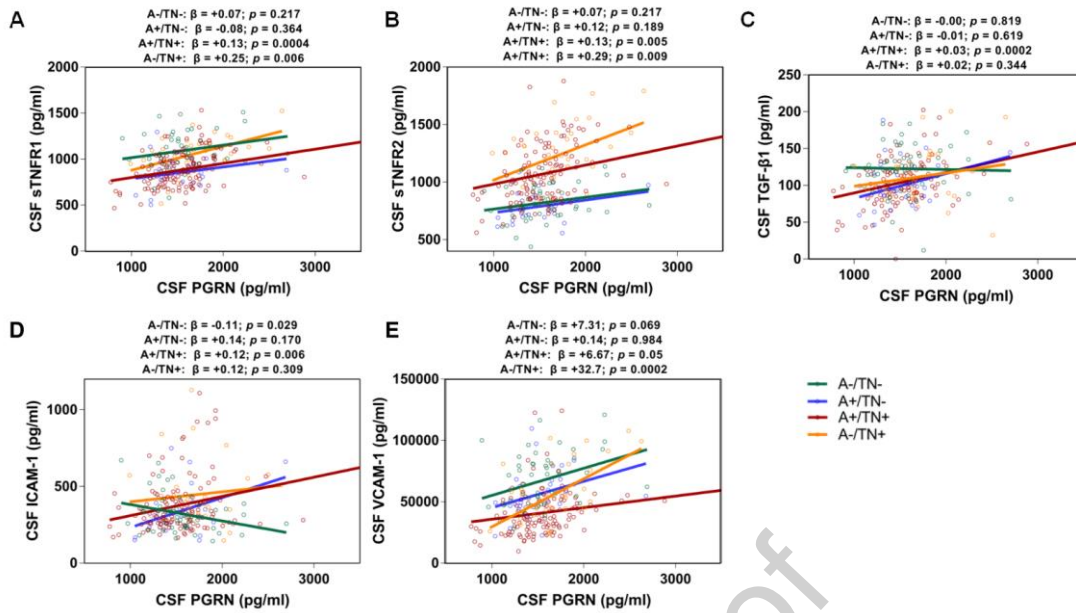 A
A-/TN-: β = +0.07; p = 0.217
A+/TN-: β = -0.08; p = 0.364
A+/TN+: β = +0.13; p = 0.0004
A-/TN+: β = +0.25; p = 0.006
2000
1500
1000
500
0
CSF sTNFR1 (pg/ml)
1000 2000 3000
CSF PGRN (pg/ml)
B
A-/TN-: β = +0.07; p = 0.217
A+/TN-: β = +0.12; p = 0.189
A+/TN+: β = +0.13; p = 0.005
A+/TN+: β = +0.29; p = 0.009
2000
1500
1000
500
CSF sTNFR2 (pg/ml)
1000 2000 3000
CSF PGRN (pg/ml)
C
A-/TN-: β = -0.00; p = 0.819
A+/TN-: β = -0.01; p = 0.619
A+/TN+: β = +0.03; p = 0.0002
A-/TN+: β = +0.02; p = 0.344
250
200
150
100
50
0
CSF TGF-β1 (pg/ml)
1000 2000 3000
CSF PGRN (pg/ml)
D
A-/TN-: β = -0.11; p = 0.029
A+/TN-: β = +0.14; p = 0.170
A+/TN+: β = +0.12; p = 0.006
A-/TN+: β = +0.12; p = 0.309
1000
500
0
CSF ICAM-1 (pg/ml)
1000 2000 3000
CSF PGRN (pg/ml)
E
A-/TN-: β = +7.31; p = 0.069
A+/TN-: β = +0.14; p = 0.984
A+/TN+: β = +6.67; p = 0.05
A-/TN+: β = +32.7; p = 0.0002
150000
100000
50000
0
CSF VCAM-1 (pg/ml)
1000 2000 3000
CSF PGRN (pg/ml)
A-/TN-
A+/TN-
A+/TN+
A-/TN+
of